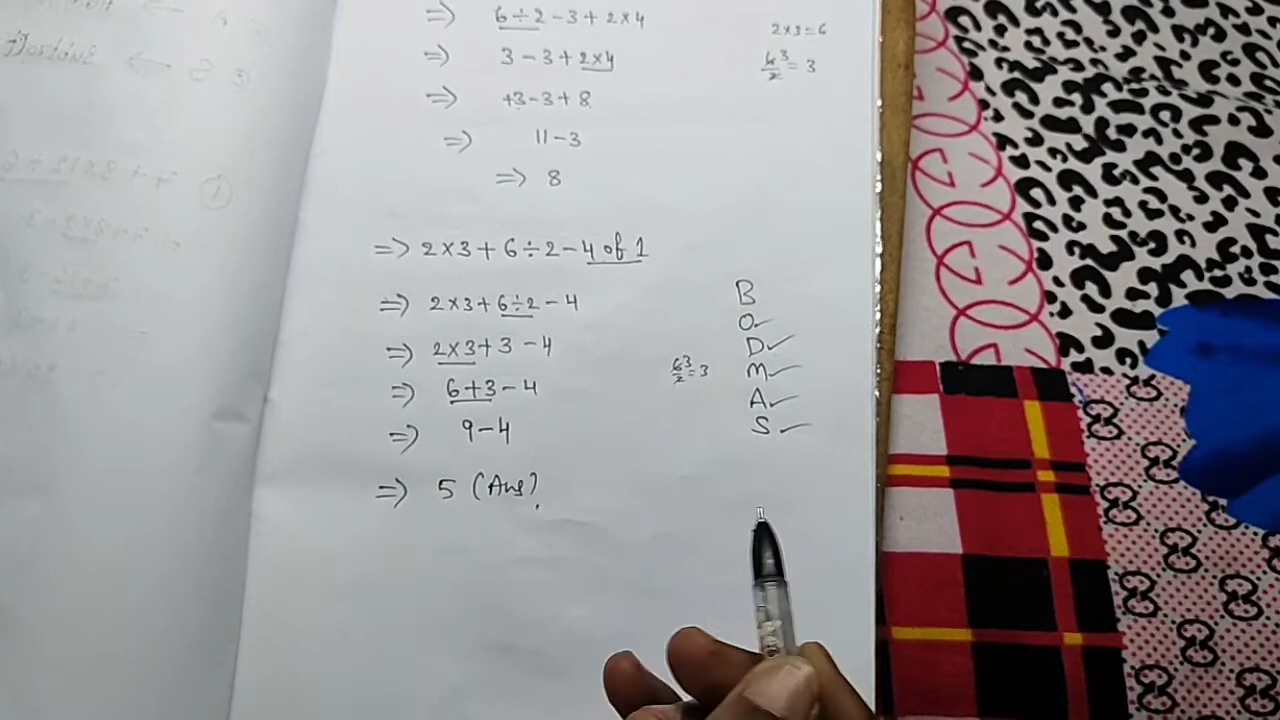 => 6÷2-3+2×4
2×3=6
=> 3-3+2×4
6³/2=3
=> +3-3+8
=> 11-3
=> 8
=> 2×3+6÷2-4 of 1
=> 2×3+6÷2-4
=> 2×3+3-4
6³/2=3
=> 6+3-4
=> 9-4
=> 5 (Ans).
B
O✓
D✓
M✓
A✓
S✓